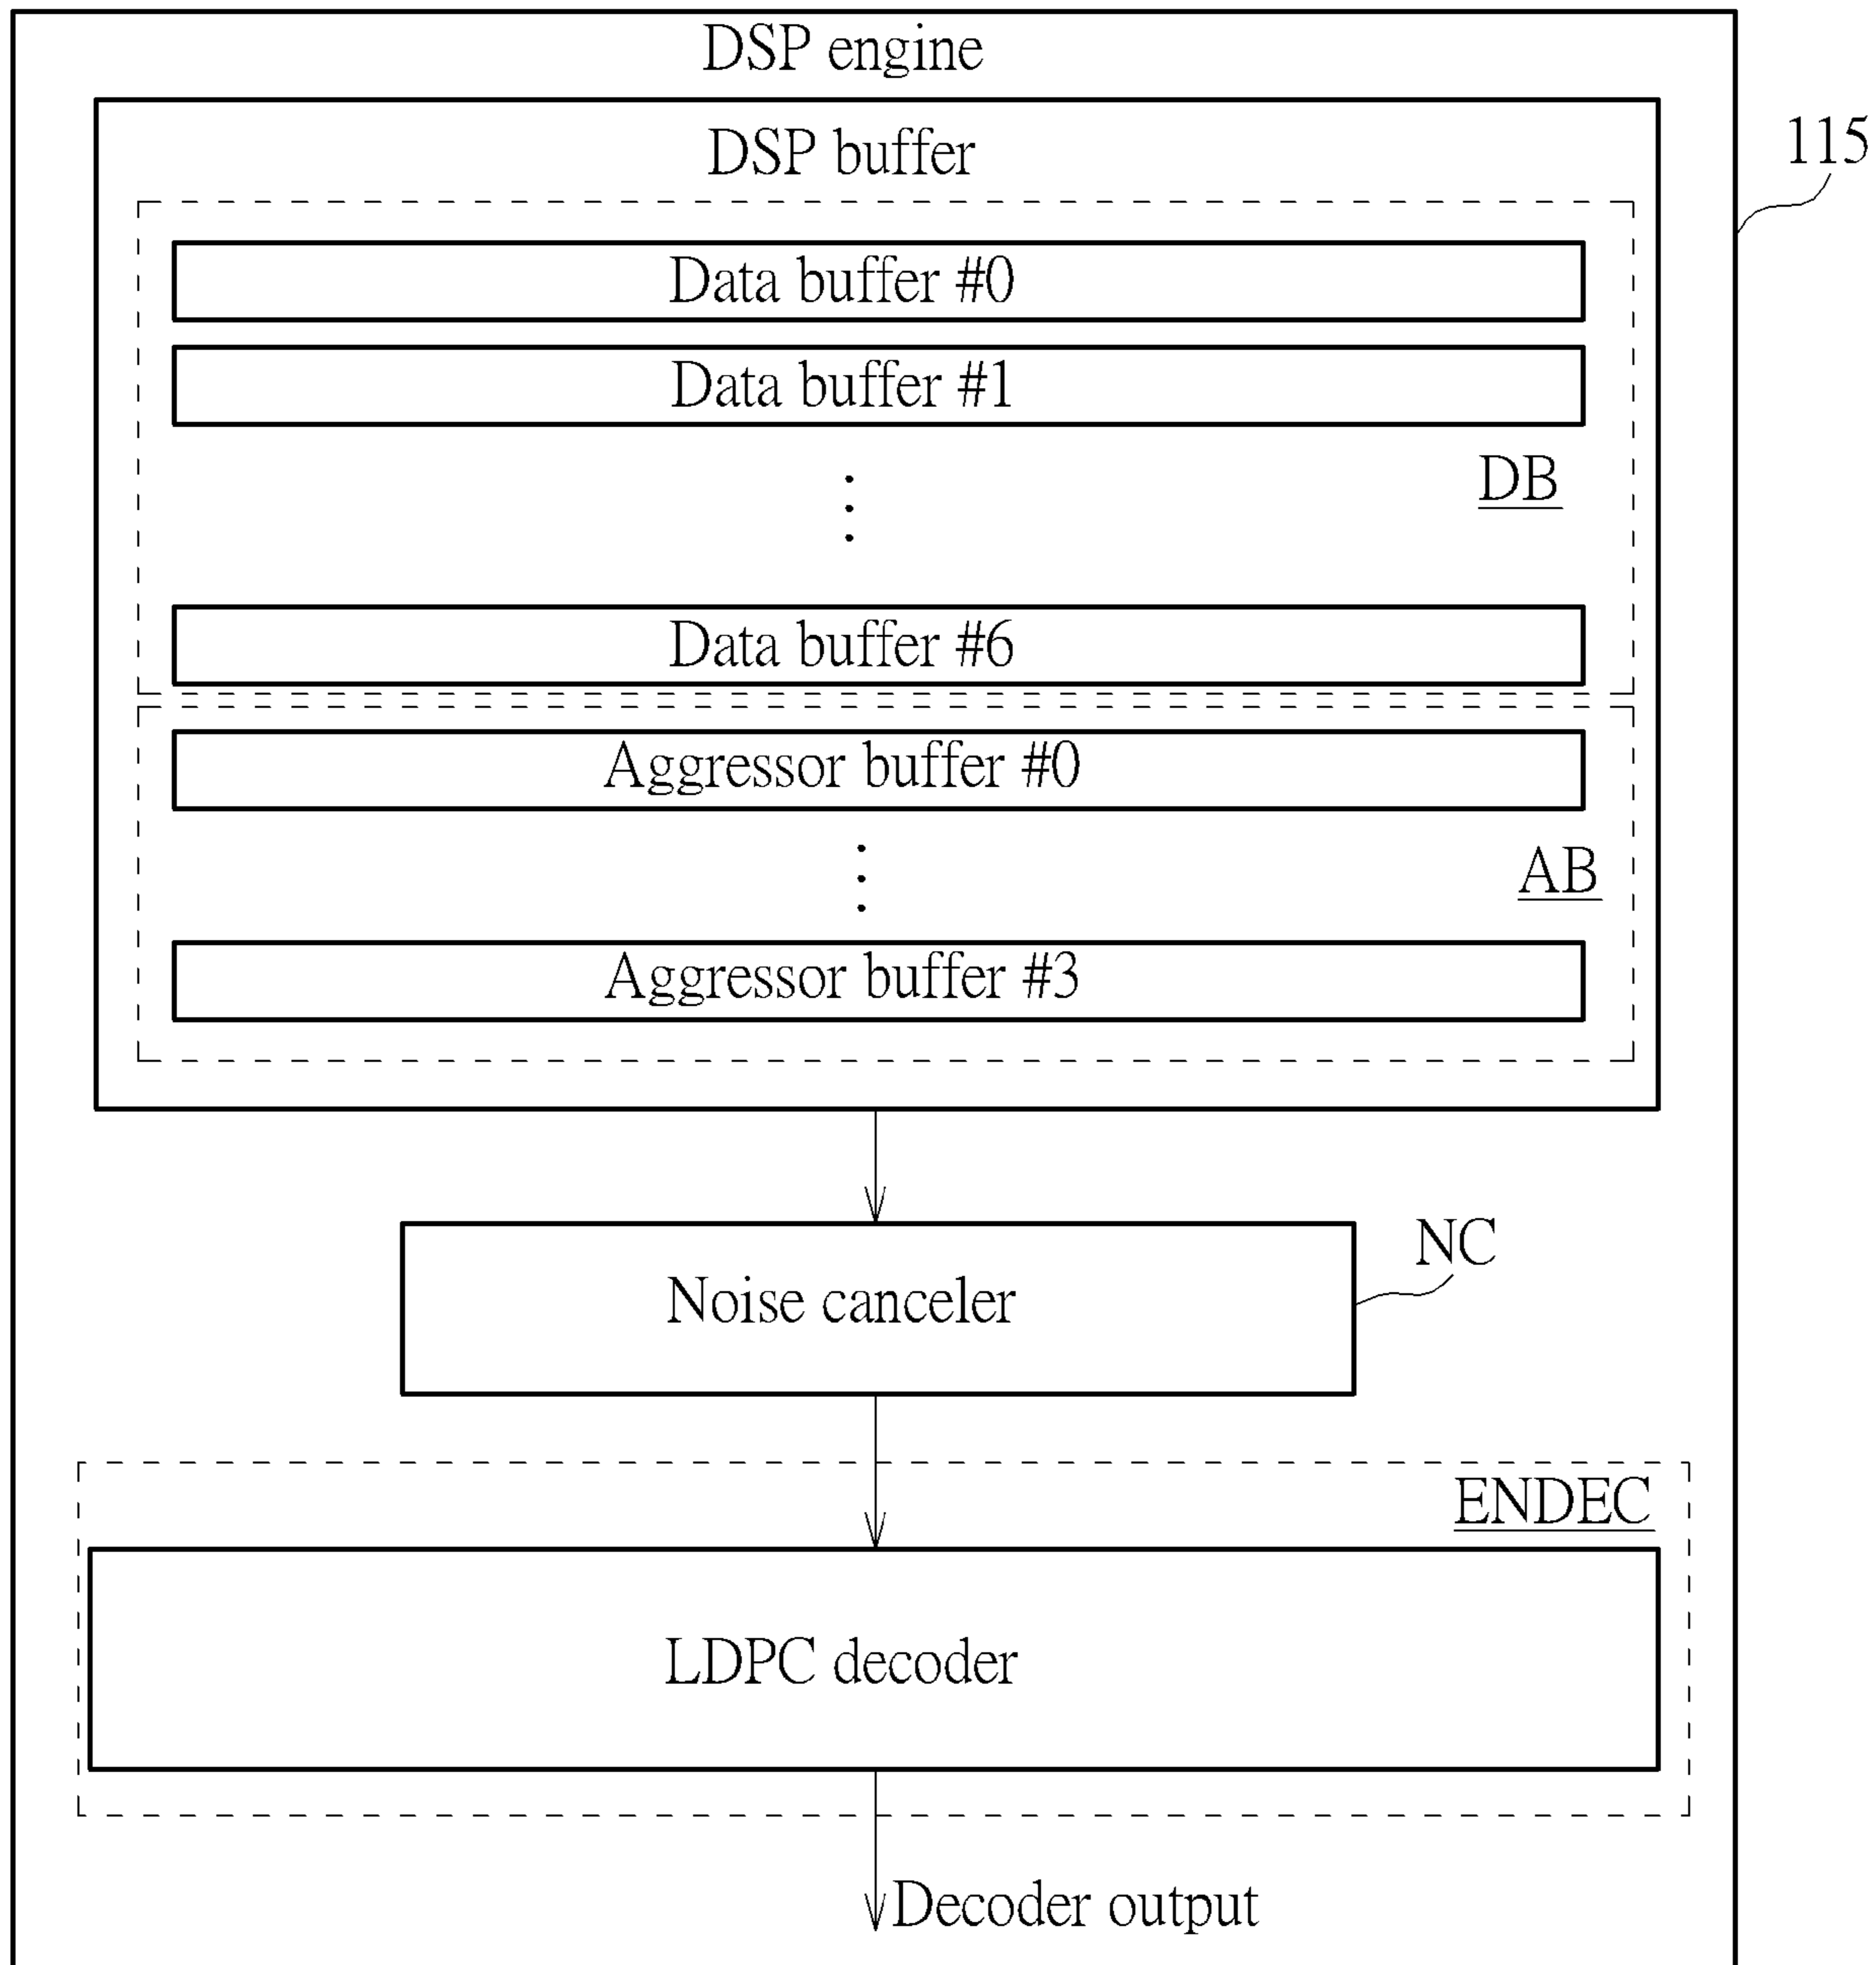 DSP engine
115
DSP buffer
Data buffer #0
Data buffer #1
DB
Data buffer #6
Aggressor buffer #0
AB
Aggressor buffer #3
NC
Noise canceler
ENDEC
LDPC decoder
Decoder output